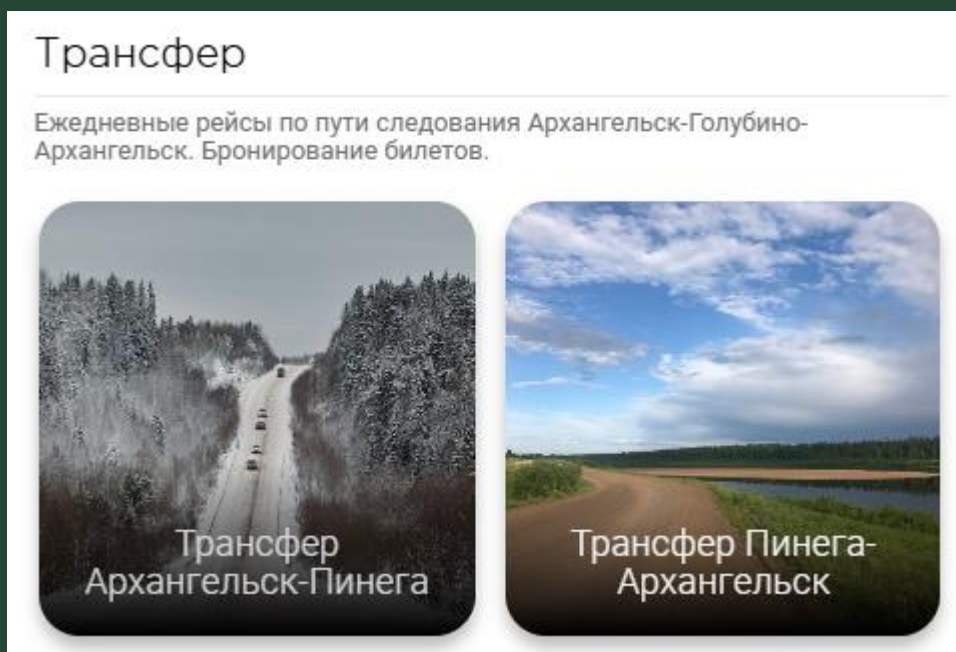 Трансфер
Ежедневные рейсы по пути следования Архангельск-Голубино-
Архангельск. Бронирование билетов.
Трансфер
Архангельск-Пинега
Трансфер Пинега-
Архангельск